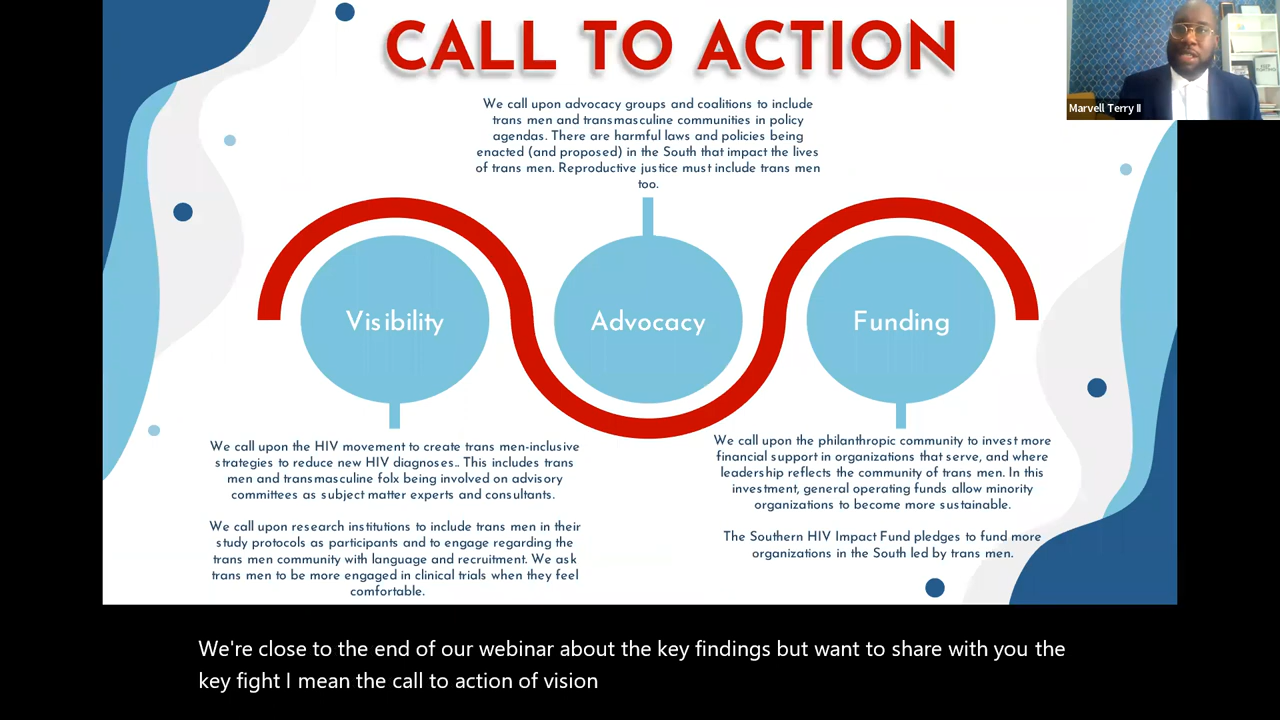 CALL TO ACTION
Marvell Terry II
We call upon advocacy groups and coalitions to include
trans men and transmasculine communities in policy
agendas. There are harmful laws and policies being
enacted (and proposed) in the South that impact the lives
of trans men. Reproductive justice must include trans men
too.
Visibility
Advocacy
Funding
We call upon the HIV movement to create trans men-inclusive
strategies to reduce new HIV diagnoses.. This includes trans
men and transmasculine folx being involved on advisory
committees as subject matter experts and consultants.
We call upon research institutions to include trans men in their
study protocols as participants and to engage regarding the
trans men community with language and recruitment. We ask
trans men to be more engaged in clinical trials when they feel
comfortable.
We call upon the philanthropic community to invest more
financial support in organizations that serve, and where
leadership reflects the community of trans men. In this
investment, general operating funds allow minority
organizations to become more sustainable.
The Southern HIV Impact Fund pledges to fund more
organizations in the South led by trans men.
We're close to the end of our webinar about the key findings but want to share with you the
key fight I mean the call to action of vision